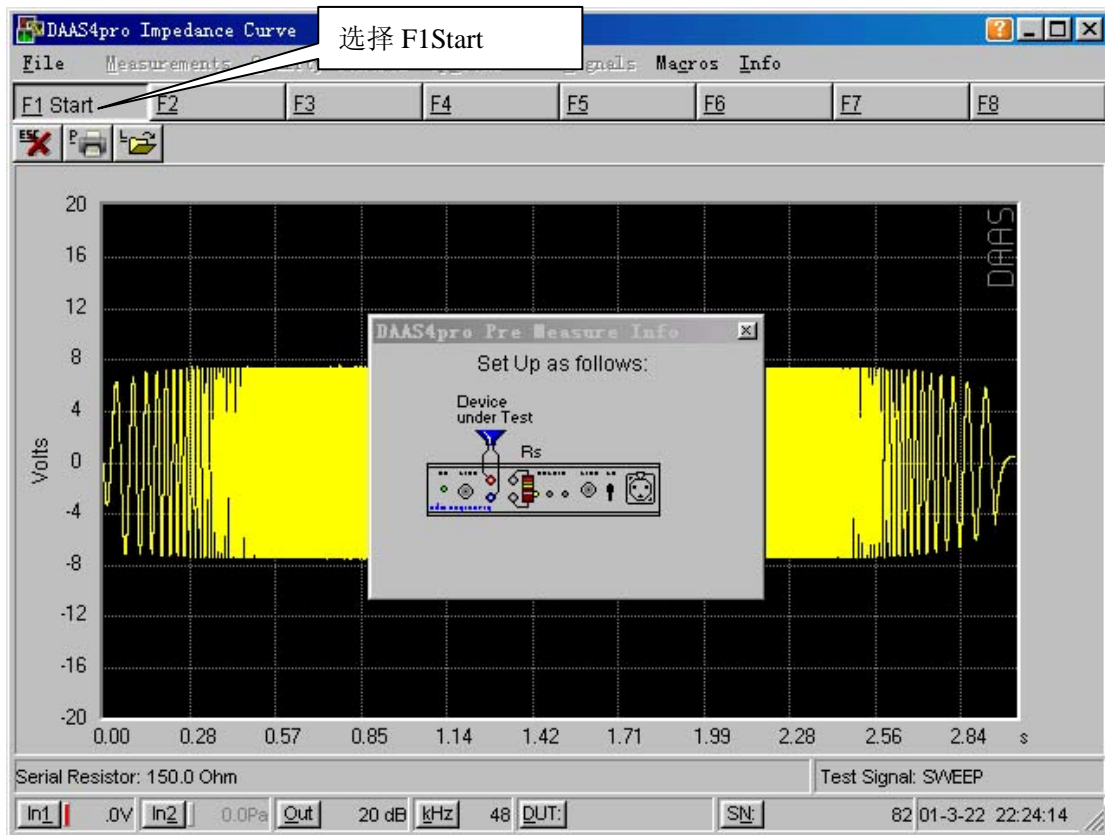 DAAS4pro Impedance Curve
选择 F1Start
File Measurements Macros Info
F1 Start F2 F3 F4 F5 F6 F7 F8
ESC P L
20
16
12
8
4
0
-4
-8
-12
-16
-20
Volts
DAAS
DAAS4pro Pre Measure Info
Set Up as follows:
Device
under Test
Rs
0.00 0.28 0.57 0.85 1.14 1.42 1.71 1.99 2.28 2.56 2.84 s
Serial Resistor: 150.0 Ohm Test Signal: SWEEP
In1 .0V In2 0.0Pa Out 20 dB kHz 48 DUT: SN: 82 01-3-22 22:24:14